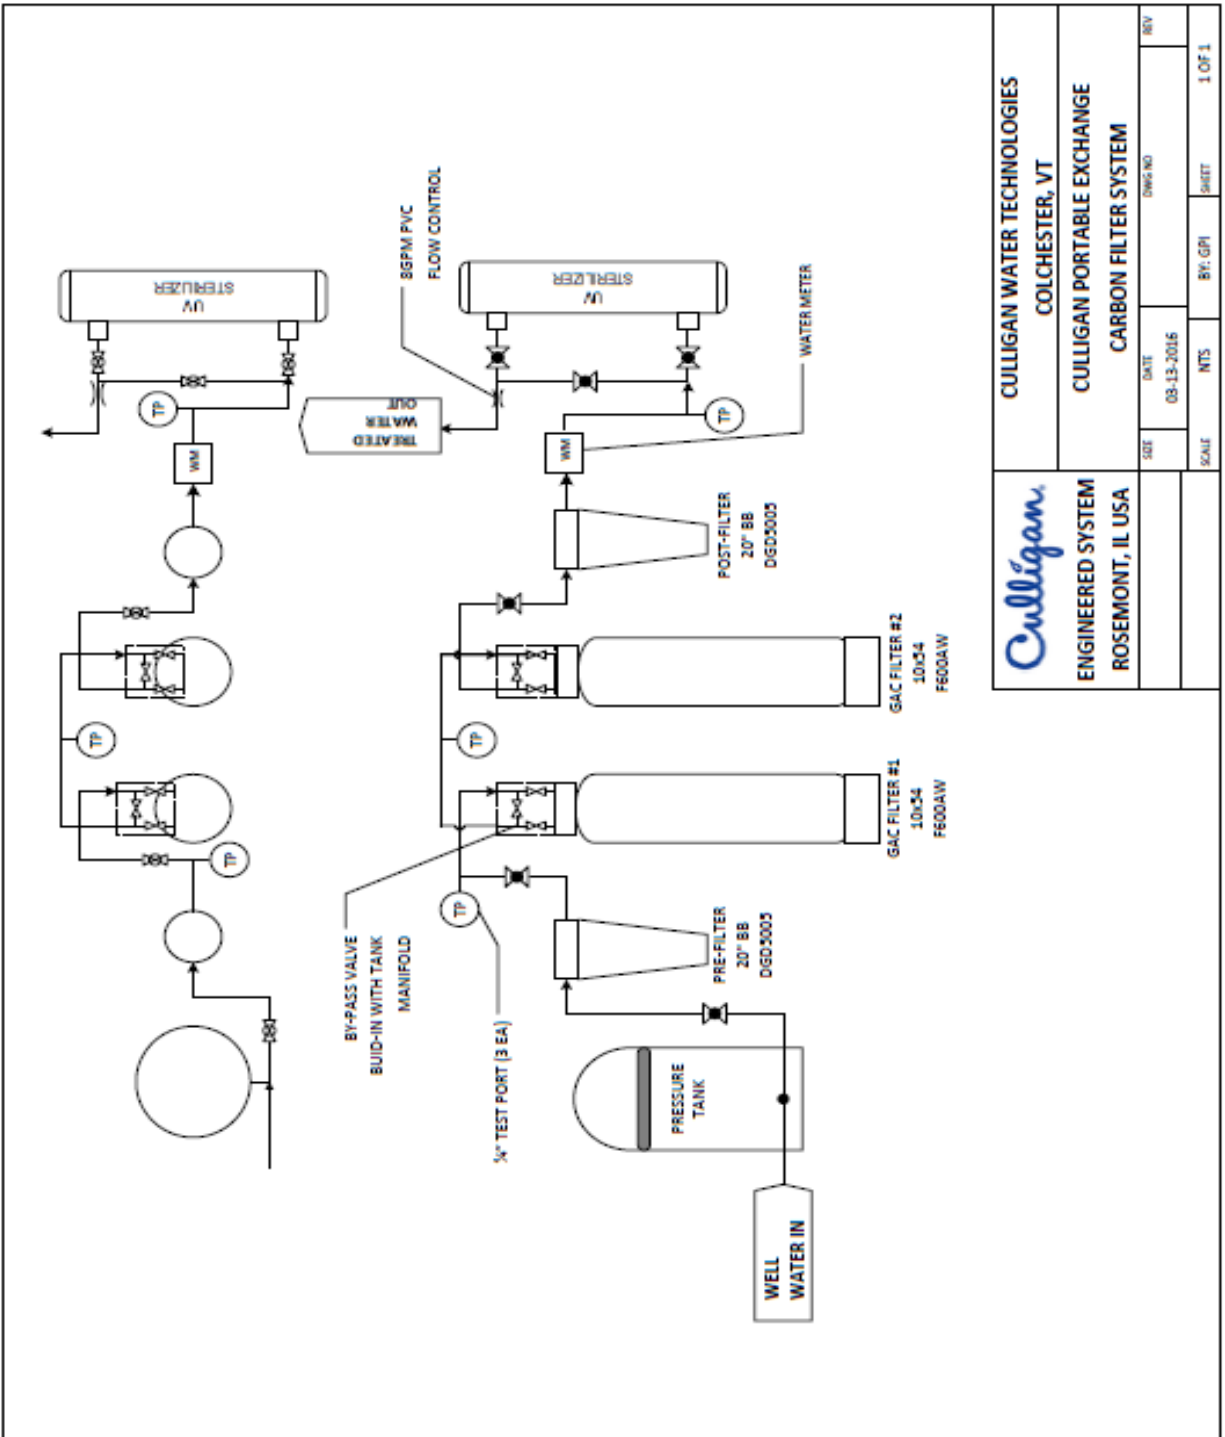 UV
STERILIZER
TP
WM
TP
TP
8GPM PVC
FLOW CONTROL
UV
STERILIZER
TREATED
WATER
OUT
WATER METER
TP
WM
POST-FILTER
20" BB
DGD5005
GAC FILTER #2
10x54
F600AW
TP
GAC FILTER #1
10x54
F600AW
BY-PASS VALVE
BUID-IN WITH TANK
MANIFOLD
TP
PRE-FILTER
20" BB
DGD5005
¼" TEST PORT (3 EA)
PRESSURE
TANK
WELL
WATER IN
Culligan
ENGINEERED SYSTEM
ROSEMONT, IL USA
CULLIGAN WATER TECHNOLOGIES
COLCHESTER, VT
CULLIGAN PORTABLE EXCHANGE
CARBON FILTER SYSTEM
SIZE
DATE
03-13-2016
DWG NO
REV
SCALE
NTS
BY: GPI
SHEET
1 OF 1